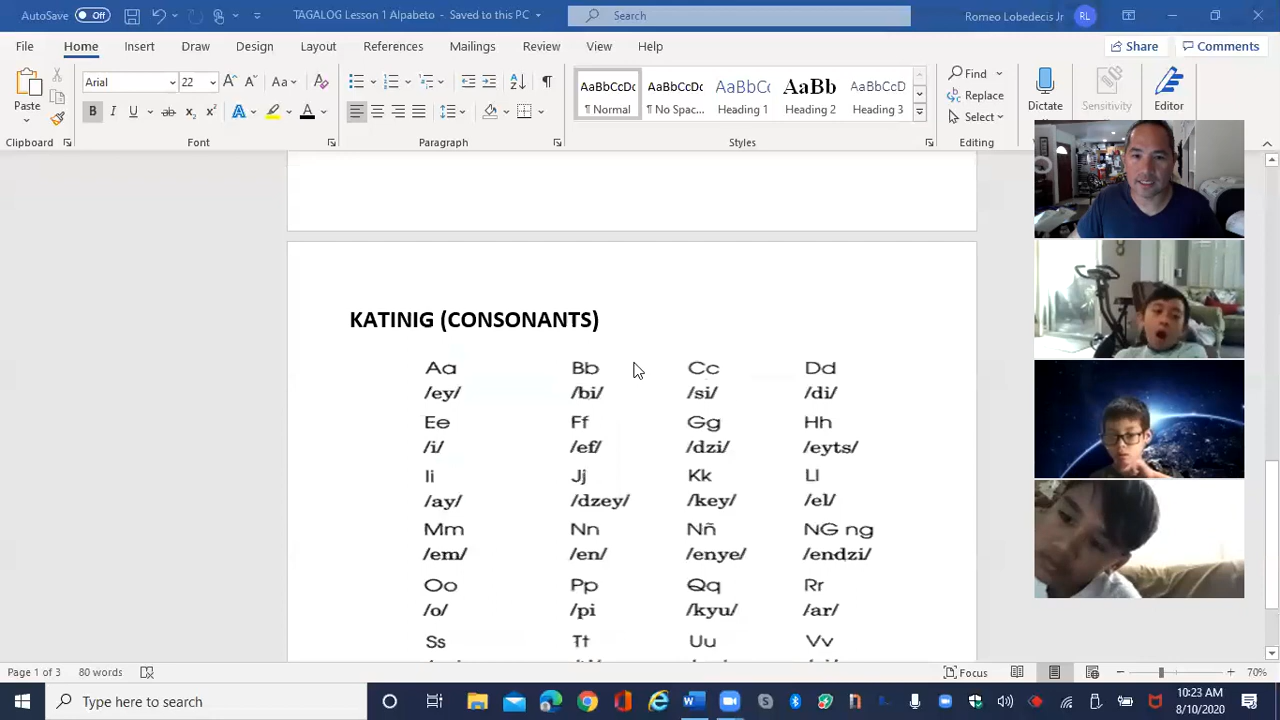 AutoSave Off TAGALOG Lesson 1 Alpabeto - Saved to this PC Search Romeo Lobedecis Jr RL
File Home Insert Draw Design Layout References Mailings Review View Help Share Comments
Paste Arial 22 A A Aa A
B I U ab x₂ x² A A
AaBbCcDc AaBbCcDc AaBbCc AaBb AaBbCcDc
¶ Normal ¶ No Spac... Heading 1 Heading 2 Heading 3
Find
Replace
Select
Dictate Sensitivity Editor
Clipboard Font Paragraph Styles Editing
KATINIG (CONSONANTS)
Aa Bb Cc Dd
/ey/ /bi/ /si/ /di/
Ee Ff Gg Hh
/i/ /ef/ /dzi/ /eyts/
Ii Jj Kk Ll
/ay/ /dzey/ /key/ /el/
Mm Nn Nñ NG ng
/em/ /en/ /enye/ /endzi/
Oo Pp Qq Rr
/o/ /pi /kyu/ /ar/
Ss Tt Uu Vv
Page 1 of 3 80 words Focus 70%
Type here to search 10:23 AM
8/10/2020